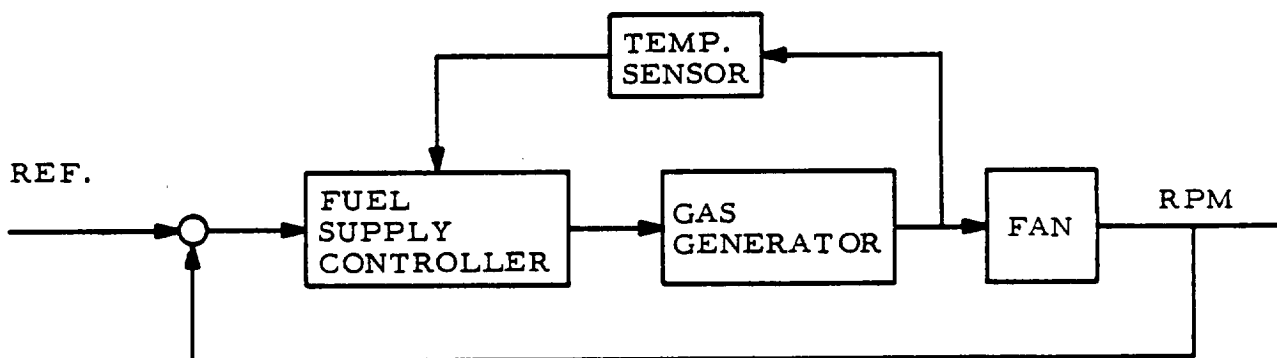 TEMP.
SENSOR
REF.
FUEL
SUPPLY
CONTROLLER
GAS
GENERATOR
FAN
RPM